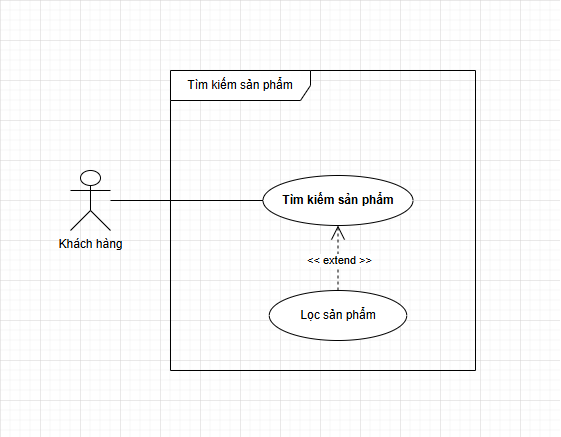 Tìm kiếm sản phẩm
Tìm kiếm sản phẩm
Khách hàng
<< extend >>
Lọc sản phẩm